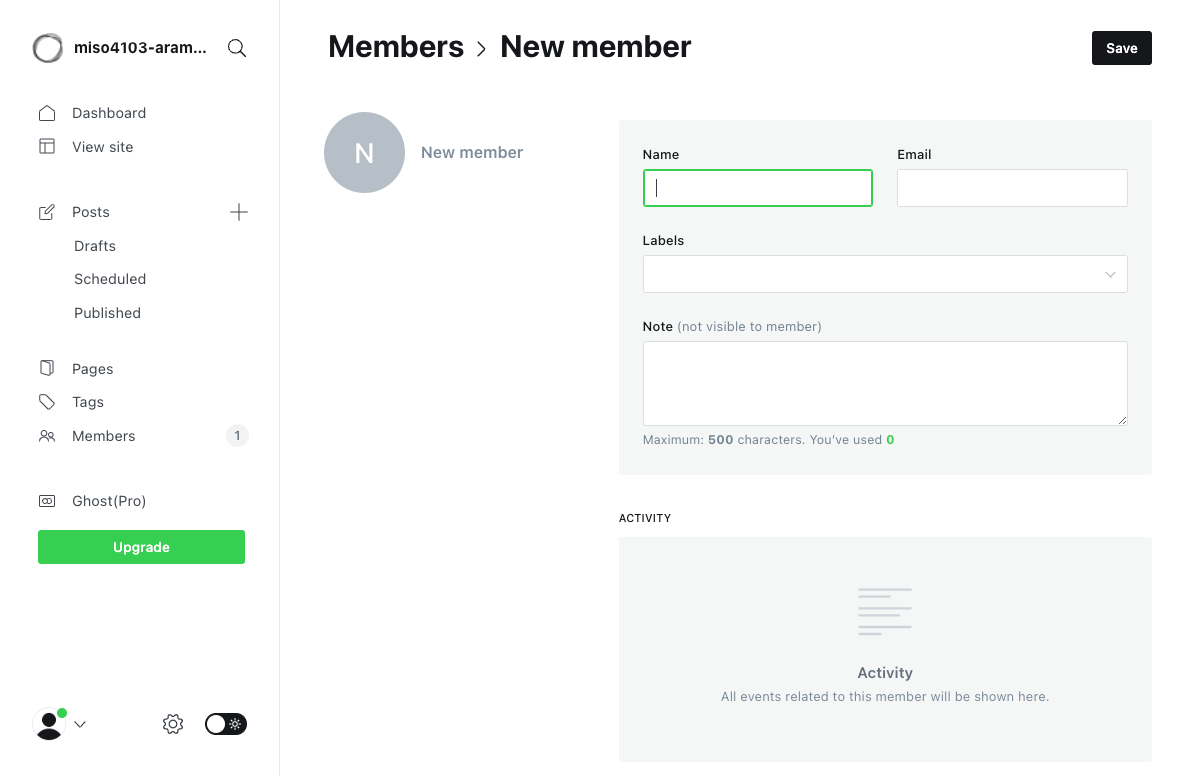 miso4103-aram...
Dashboard
View site
Posts
Drafts
Scheduled
Published
Pages
Tags
Members 1
Ghost(Pro)
Upgrade
Members > New member
Save
N
New member
Name
Email
Labels
Note (not visible to member)
Maximum: 500 characters. You’ve used 0
ACTIVITY
Activity
All events related to this member will be shown here.